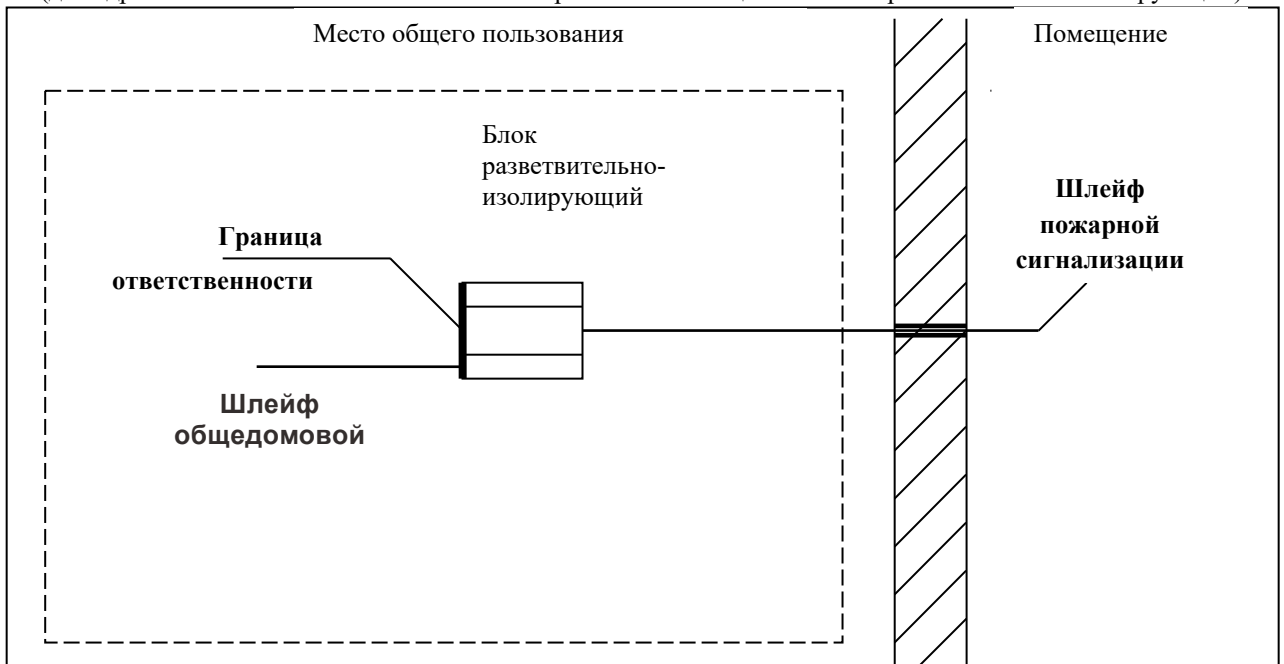 Место общего пользования
Помещение
Блок
разветвительно-
изолирующий
Шлейф
пожарной
сигнализации
Граница
ответственности
Шлейф
общедомовой